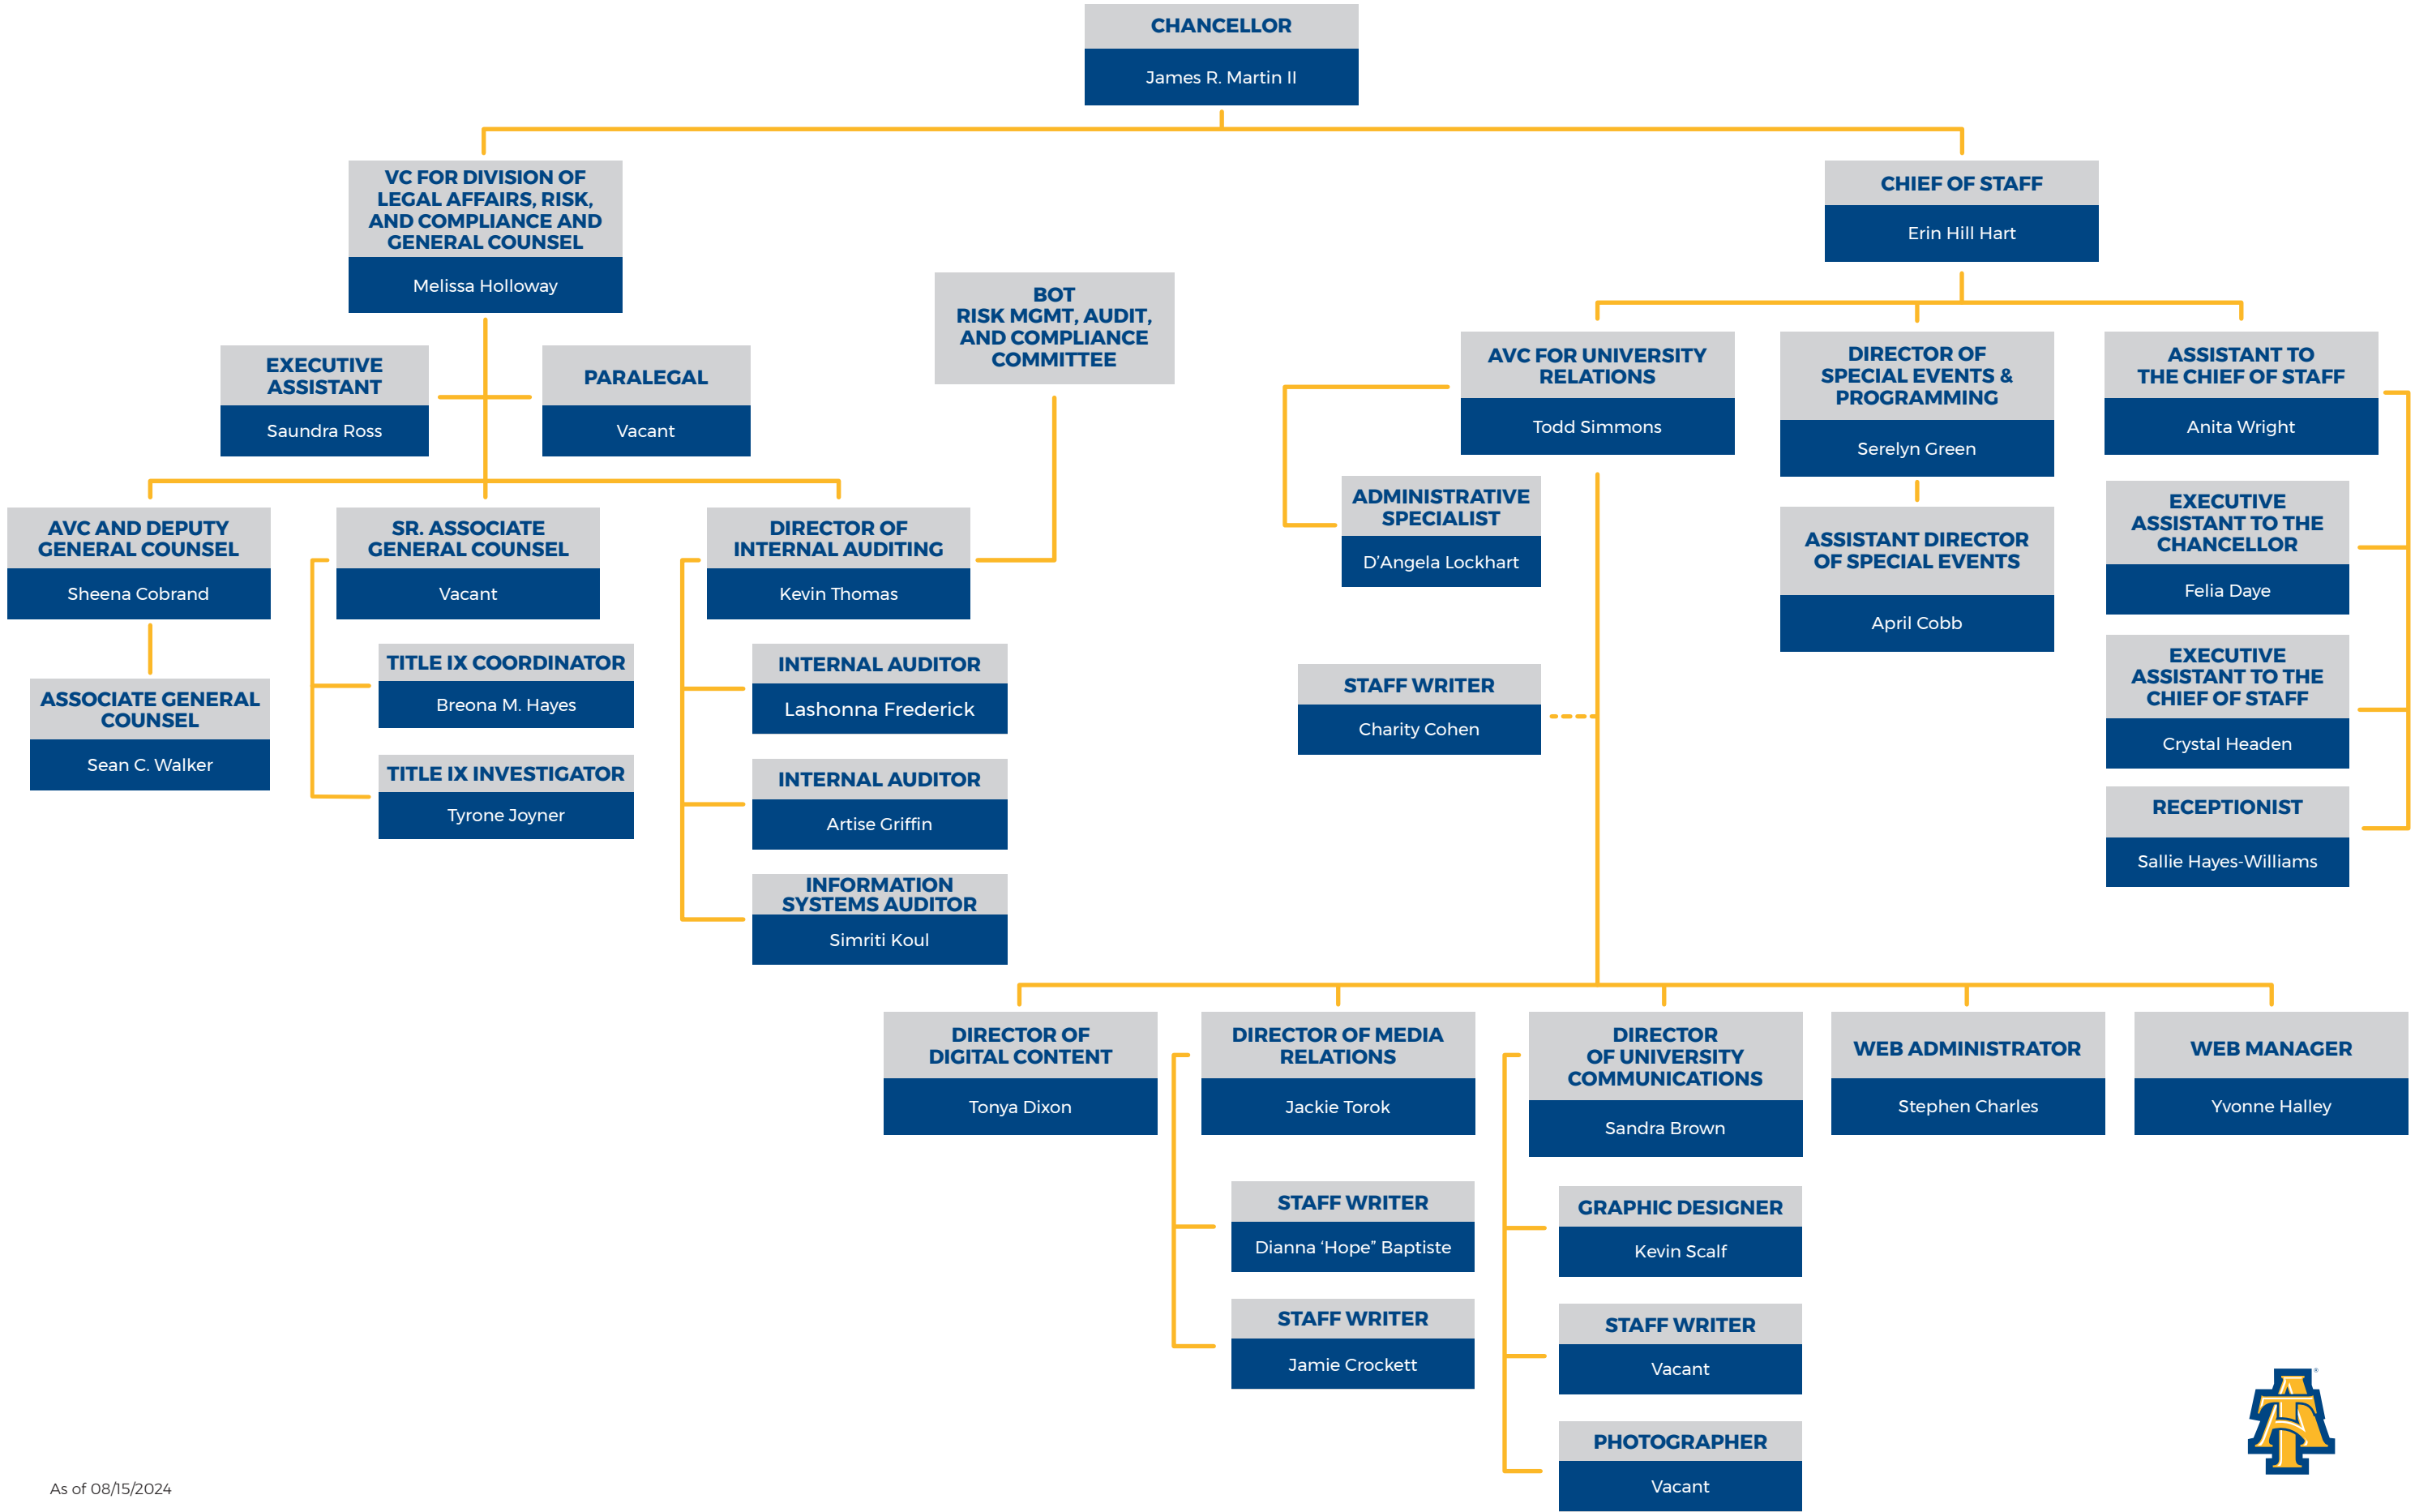 CHANCELLOR
James R. Martin II
VC FOR DIVISION OF
LEGAL AFFAIRS, RISK,
AND COMPLIANCE AND
GENERAL COUNSEL
Melissa Holloway
CHIEF OF STAFF
Erin Hill Hart
EXECUTIVE
ASSISTANT
Saundra Ross
PARALEGAL
Vacant
BOT
RISK MGMT, AUDIT,
AND COMPLIANCE
COMMITTEE
AVC FOR UNIVERSITY
RELATIONS
Todd Simmons
DIRECTOR OF
SPECIAL EVENTS &
PROGRAMMING
Serelyn Green
ASSISTANT TO
THE CHIEF OF STAFF
Anita Wright
AVC AND DEPUTY
GENERAL COUNSEL
Sheena Cobrand
SR. ASSOCIATE
GENERAL COUNSEL
Vacant
DIRECTOR OF
INTERNAL AUDITING
Kevin Thomas
ADMINISTRATIVE
SPECIALIST
D’Angela Lockhart
ASSISTANT DIRECTOR
OF SPECIAL EVENTS
April Cobb
EXECUTIVE
ASSISTANT TO THE
CHANCELLOR
Felia Daye
ASSOCIATE GENERAL
COUNSEL
Sean C. Walker
TITLE IX COORDINATOR
Breona M. Hayes
TITLE IX INVESTIGATOR
Tyrone Joyner
INTERNAL AUDITOR
Lashonna Frederick
INTERNAL AUDITOR
Artise Griffin
INFORMATION
SYSTEMS AUDITOR
Simriti Koul
STAFF WRITER
Charity Cohen
EXECUTIVE
ASSISTANT TO THE
CHIEF OF STAFF
Crystal Headen
RECEPTIONIST
Sallie Hayes-Williams
DIRECTOR OF
DIGITAL CONTENT
Tonya Dixon
DIRECTOR OF MEDIA
RELATIONS
Jackie Torok
DIRECTOR
OF UNIVERSITY
COMMUNICATIONS
Sandra Brown
WEB ADMINISTRATOR
Stephen Charles
WEB MANAGER
Yvonne Halley
STAFF WRITER
Dianna ‘Hope” Baptiste
STAFF WRITER
Jamie Crockett
GRAPHIC DESIGNER
Kevin Scalf
STAFF WRITER
Vacant
PHOTOGRAPHER
Vacant
AT
®
As of 08/15/2024